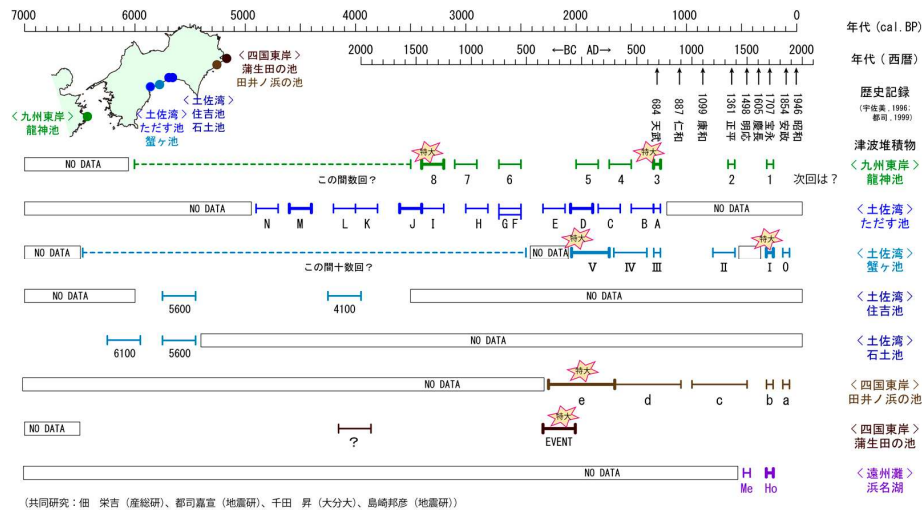 7000 6000 5000 4000 3000 2000 1000 0 年代 (cal. BP)
2000 1500 1000 500 ←BC AD→ 500 1000 1500 2000 年代 (西暦)
<四国東岸>
蒲生田の池
田井ノ浜の池
<九州東岸>
龍神池
<土佐湾>
ただす池
蟹ヶ池
<土佐湾>
住吉池
石土池
684 天武
887 仁和
1099 康和
1361 正平
1498 明応
1605 慶長
1707 宝永
1854 安政
1946 昭和
歴史記録
(宇佐美, 1996;
都司, 1999)
津波堆積物
NO DATA 特大 特大 <九州東岸>
この間数回? 8 7 6 5 4 3 2 1 次回は? 龍神池
NO DATA NO DATA <土佐湾>
N M L K J I H G F E D C B A ただす池
NO DATA NO DATA 特大 特大 <土佐湾>
この間十数回? V IV III II I 0 蟹ヶ池
NO DATA NO DATA <土佐湾>
5600 4100 住吉池
NO DATA <土佐湾>
6100 5600 石土池
NO DATA 特大 <四国東岸>
e d c b a 田井ノ浜の池
NO DATA 特大 <四国東岸>
? EVENT 蒲生田の池
NO DATA <遠州灘>
Me Ho 浜名湖
(共同研究:佃 栄吉(産総研)、都司嘉宣(地震研)、千田 昇(大分大)、島崎邦彦(地震研))